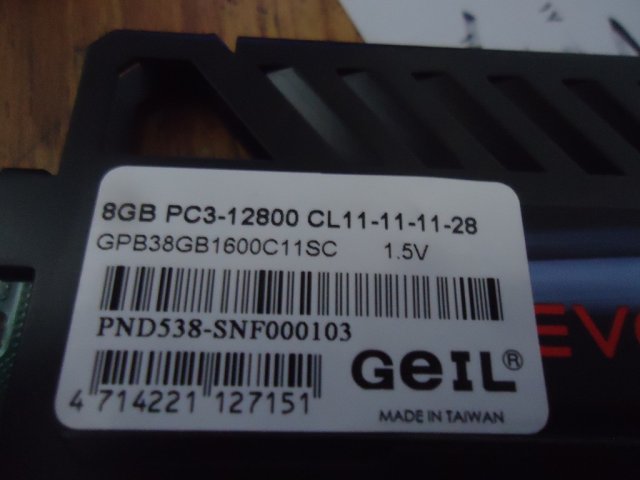 8GB PC3-12800 CL11-11-11-28
GPB38GB1600C11SC 1.5V
PND538-SNF000103
GeIL®
4 714221 127151
MADE IN TAIWAN
EVO